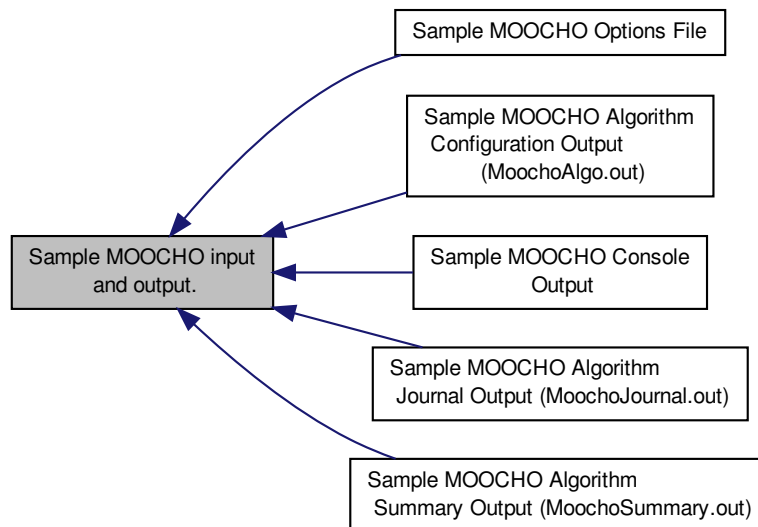 Sample MOOCHO Options File
Sample MOOCHO Algorithm
Configuration Output
(MoochoAlgo.out)
Sample MOOCHO input
and output.
Sample MOOCHO Console
Output
Sample MOOCHO Algorithm
Journal Output (MoochoJournal.out)
Sample MOOCHO Algorithm
Summary Output (MoochoSummary.out)